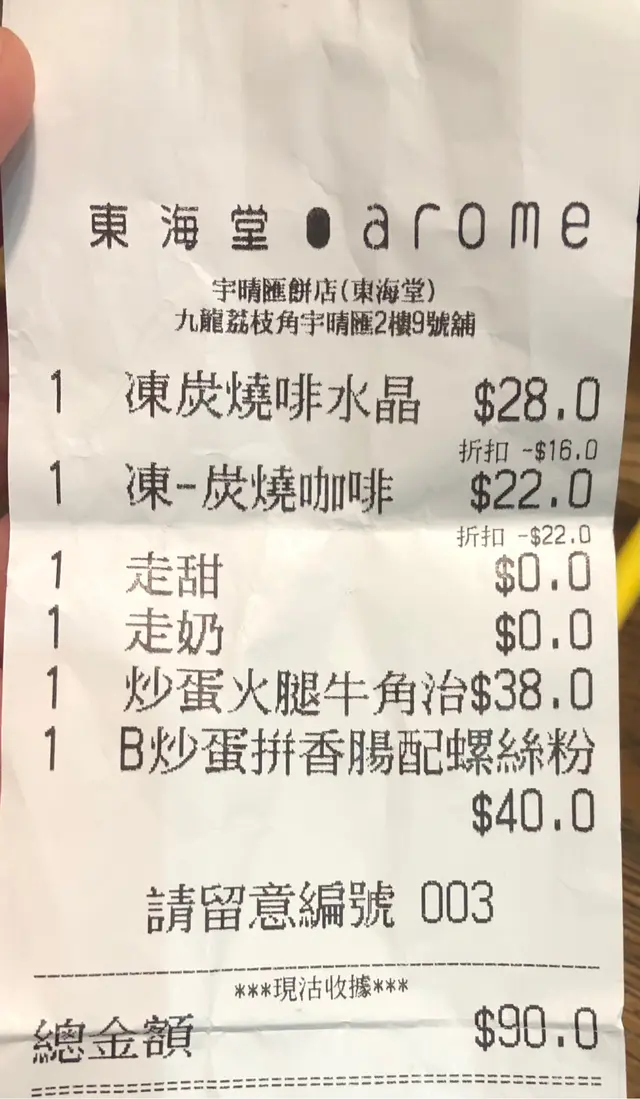 東海堂●arome
宇晴匯餅店(東海堂)
九龍荔枝角宇晴匯2樓9號舖
1 凍炭燒啡水晶 $28.0
折扣 -$16.0
1 凍-炭燒咖啡 $22.0
折扣 -$22.0
1 走甜 $0.0
1 走奶 $0.0
1 炒蛋火腿牛角治$38.0
1 B炒蛋拼香腸配螺絲粉
$40.0
請留意編號 003
***現沽收據***
總金額 $90.0